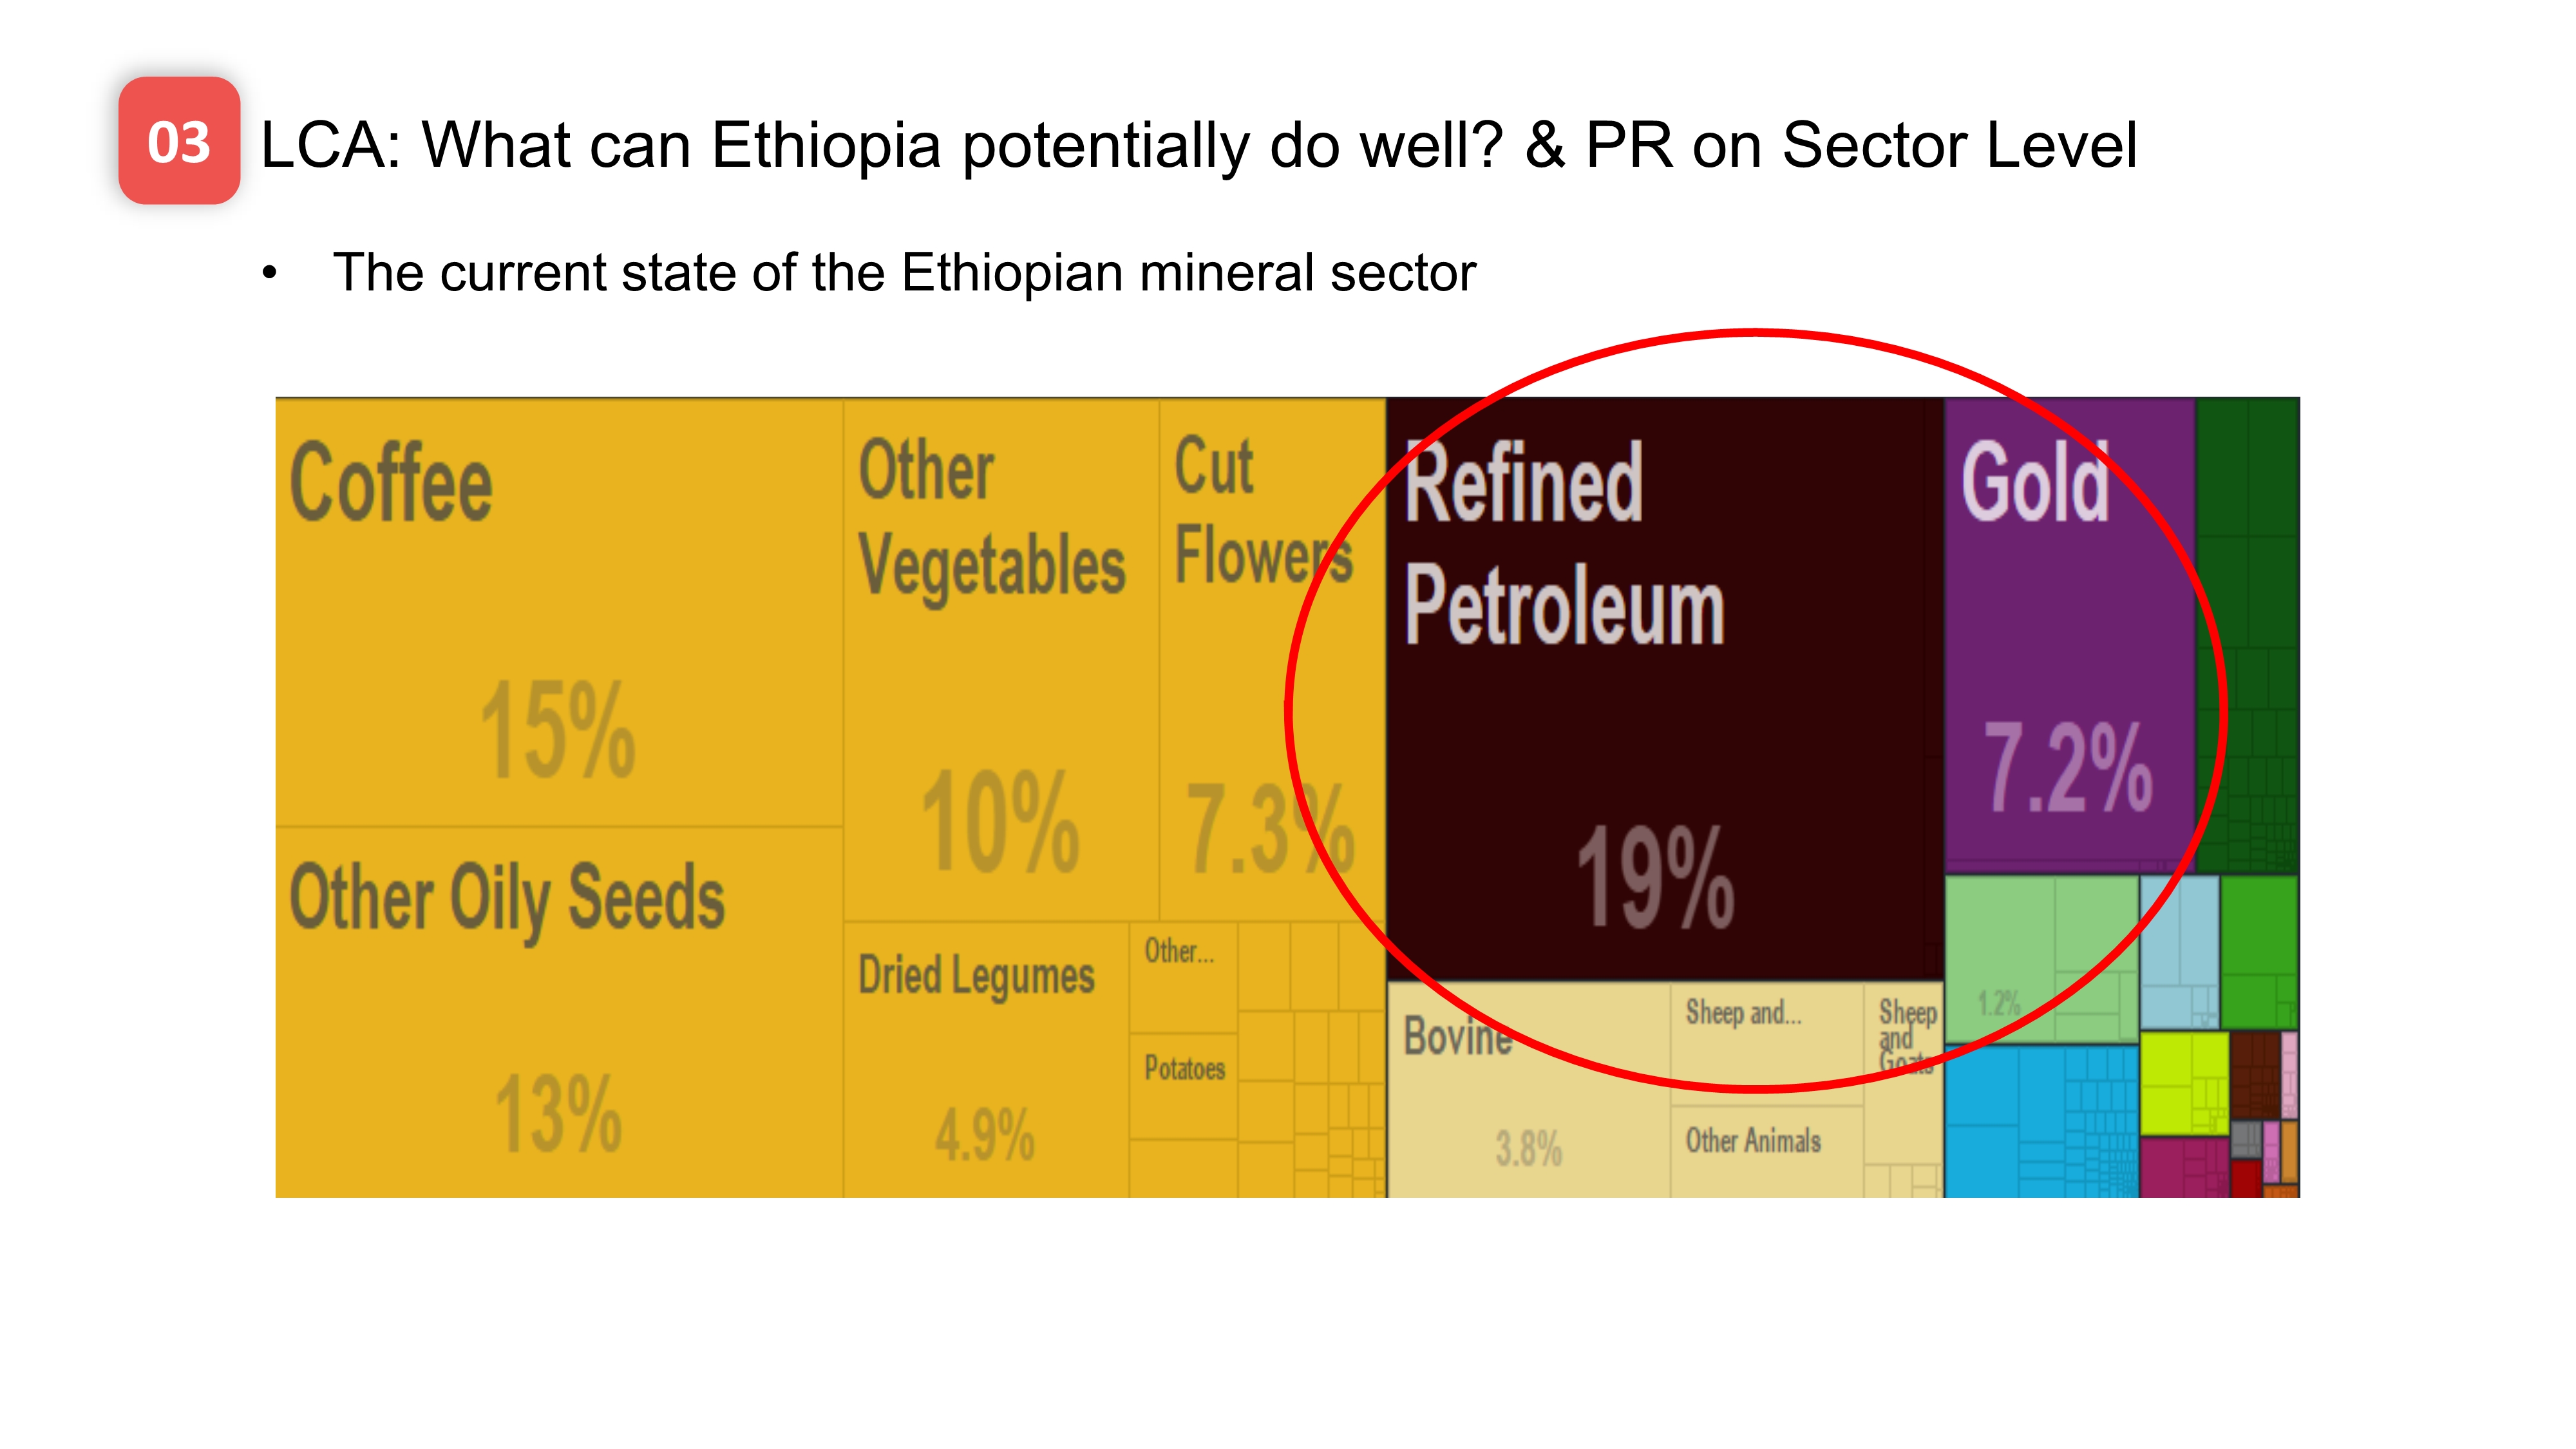 03
LCA: What can Ethiopia potentially do well? & PR on Sector Level
• The current state of the Ethiopian mineral sector
Coffee
15%
Other Oily Seeds
13%
Other
Vegetables
10%
Cut
Flowers
7.3%
Dried Legumes
4.9%
Other...
Potatoes
Refined
Petroleum
19%
Bovine
3.8%
Sheep and...
Other Animals
Sheep
and
Goats
Gold
7.2%
1.2%